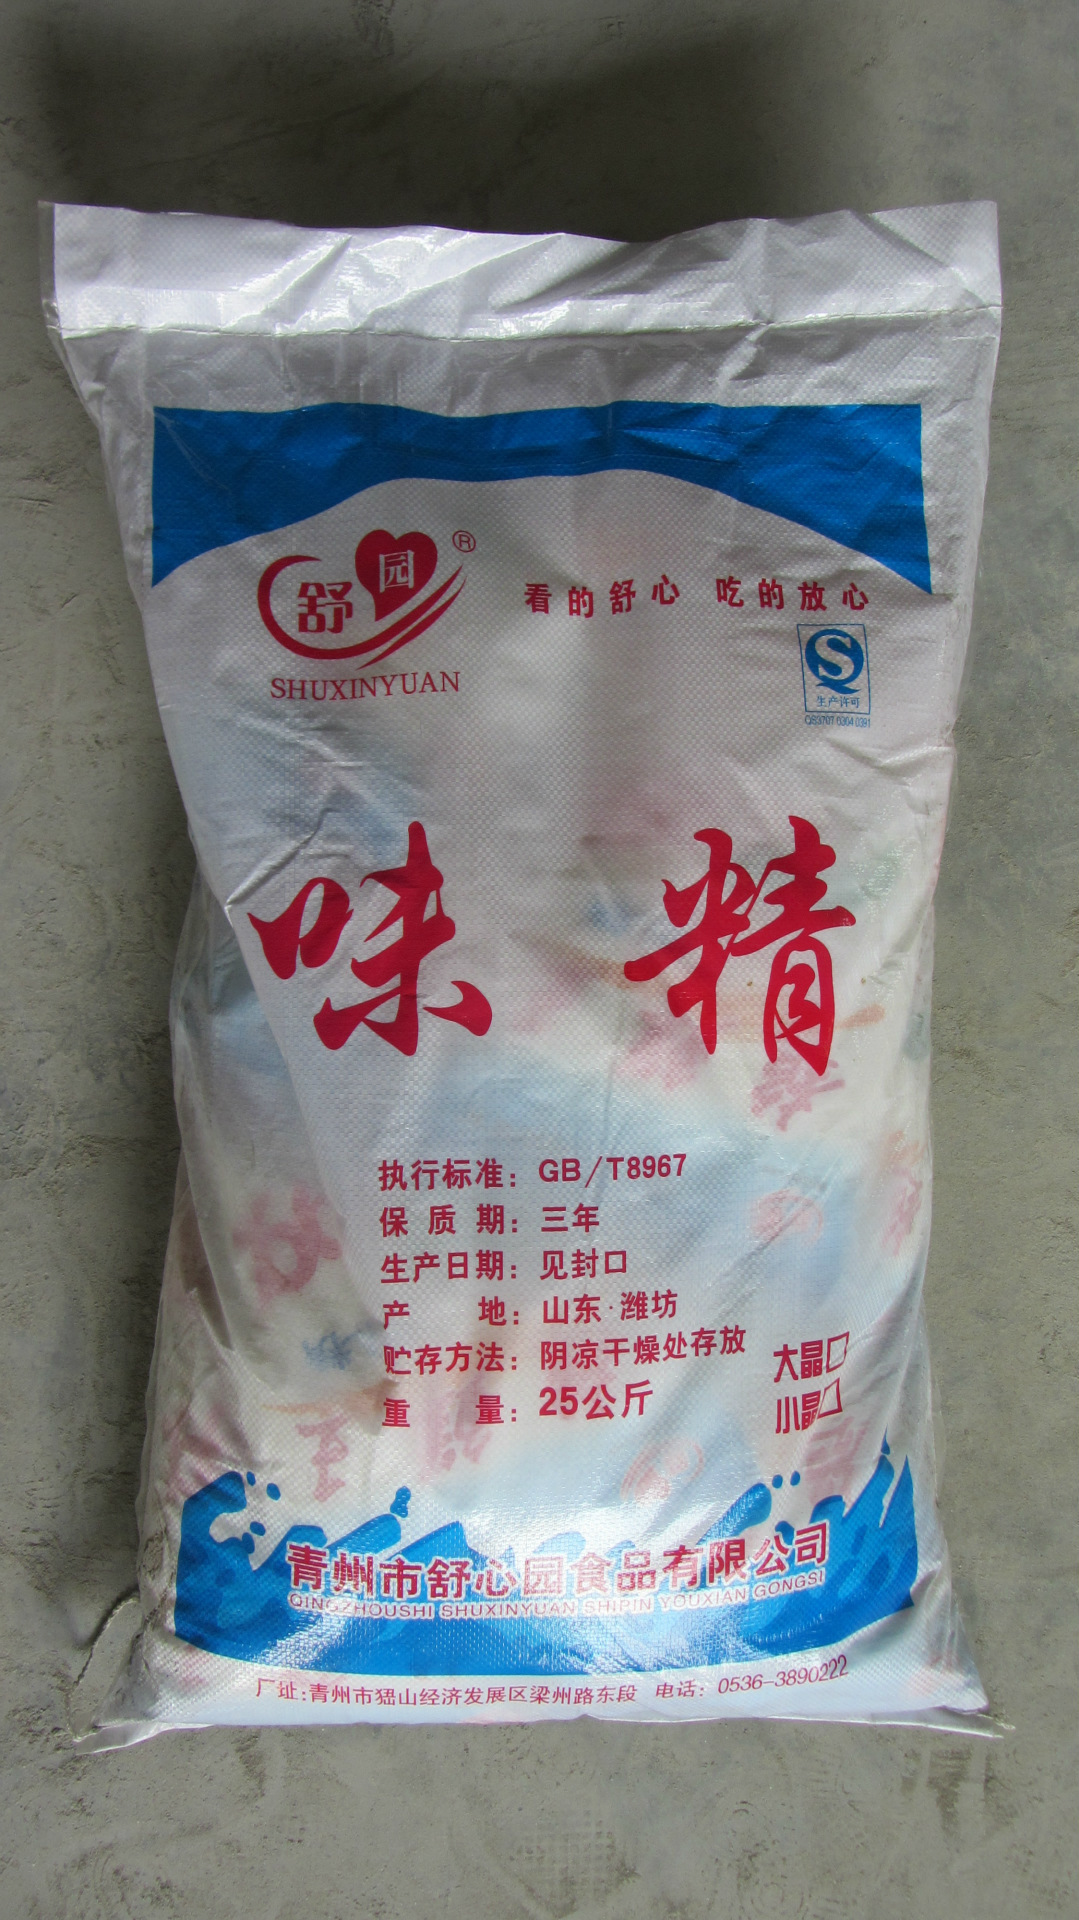 舒园®
SHUXINYUAN
看的舒心 吃的放心
生产许可
QS3707 0304 0391
味精
执行标准：GB/T8967
保质期：三年
生产日期：见封口
产地：山东·潍坊
贮存方法：阴凉干燥处存放
重量：25公斤
大晶□
小晶□
青州市舒心园食品有限公司
QINGZHOUSHI SHUXINYUAN SHIPIN YOUXIAN GONGSI
厂址:青州市猺山经济发展区梁州路东段 电话：0536-3890222